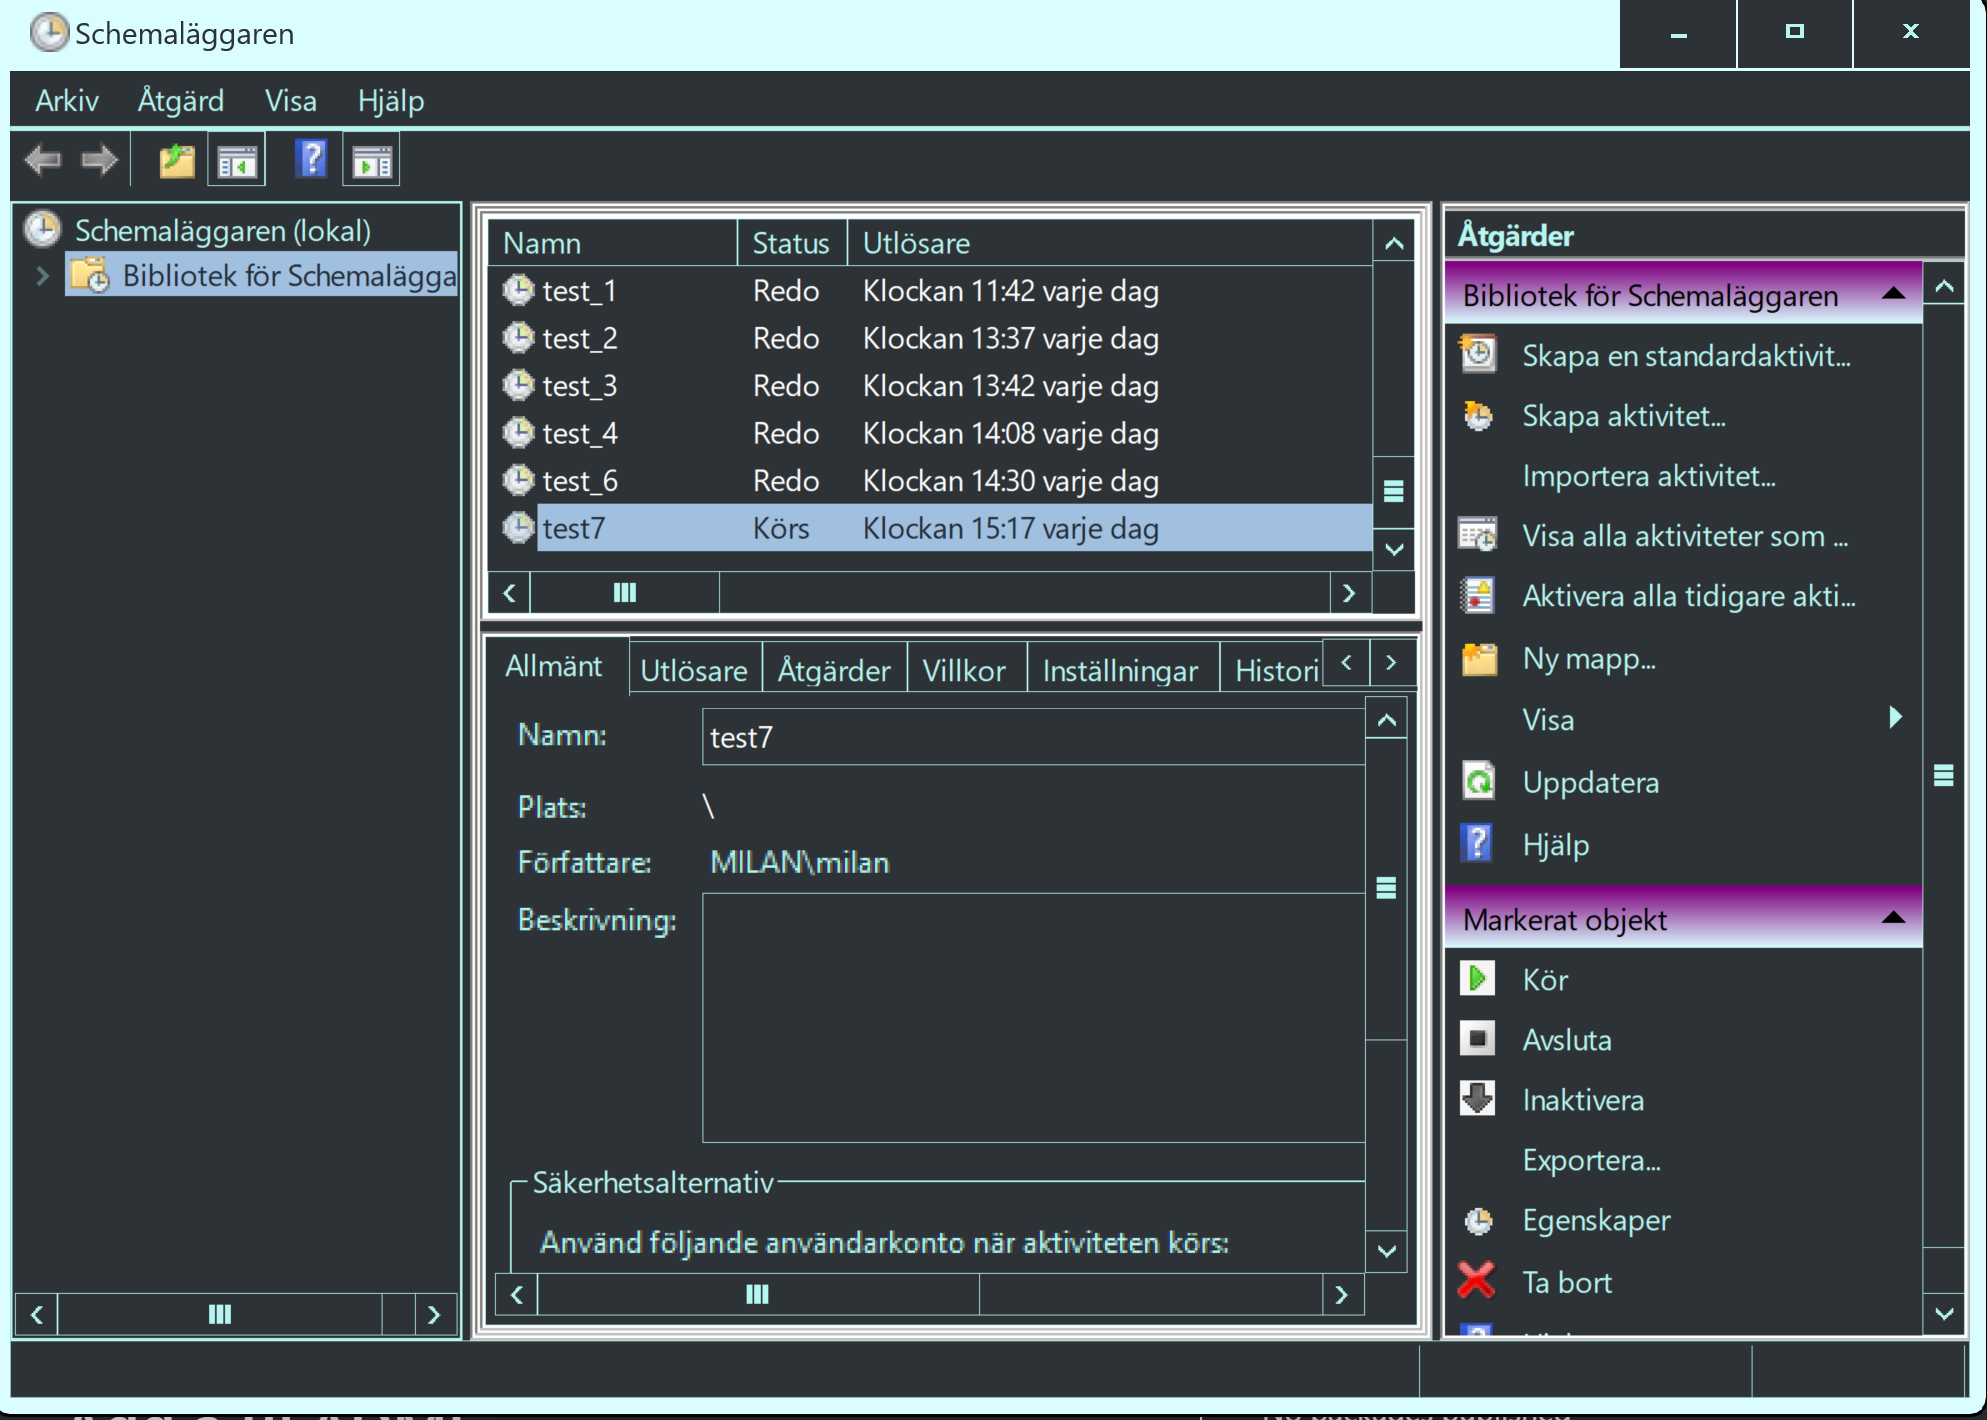 Schemaläggaren
Arkiv Åtgärd Visa Hjälp
Schemaläggaren (lokal)
Bibliotek för Schemalägga
Namn Status Utlösare
test_1 Redo Klockan 11:42 varje dag
test_2 Redo Klockan 13:37 varje dag
test_3 Redo Klockan 13:42 varje dag
test_4 Redo Klockan 14:08 varje dag
test_6 Redo Klockan 14:30 varje dag
test7 Körs Klockan 15:17 varje dag
Allmänt Utlösare Åtgärder Villkor Inställningar Histori
Namn: test7
Plats: \
Författare: MILAN\milan
Beskrivning:
Säkerhetsalternativ
Använd följande användarkonto när aktiviteten körs:
Åtgärder
Bibliotek för Schemaläggaren
Skapa en standardaktivit...
Skapa aktivitet...
Importera aktivitet...
Visa alla aktiviteter som ...
Aktivera alla tidigare akti...
Ny mapp...
Visa
Uppdatera
Hjälp
Markerat objekt
Kör
Avsluta
Inaktivera
Exportera...
Egenskaper
Ta bort